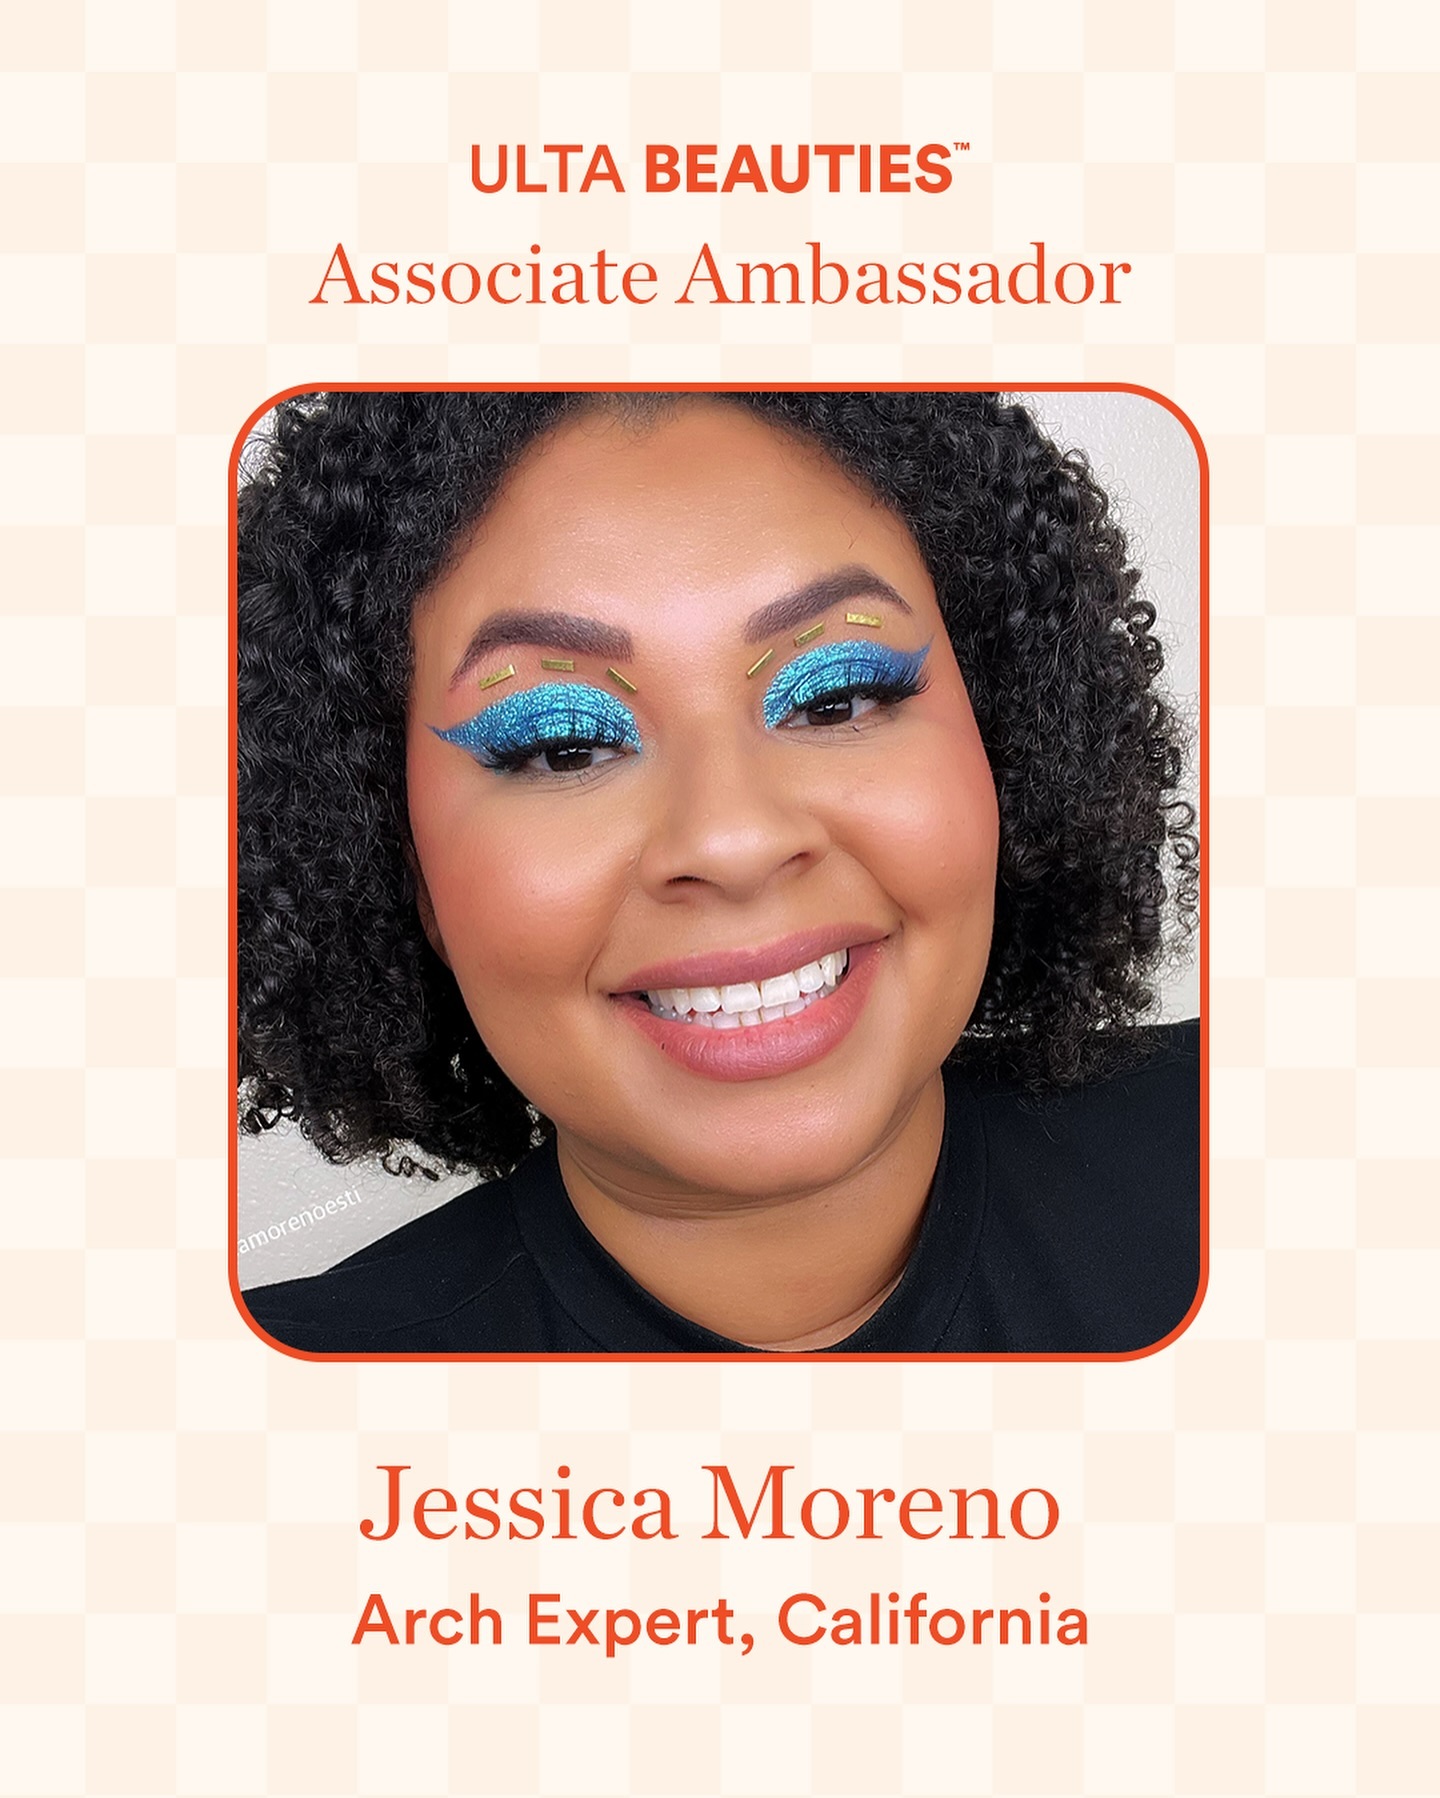 ULTA BEAUTIES™
Associate Ambassador
amorenoesti
Jessica Moreno
Arch Expert, California